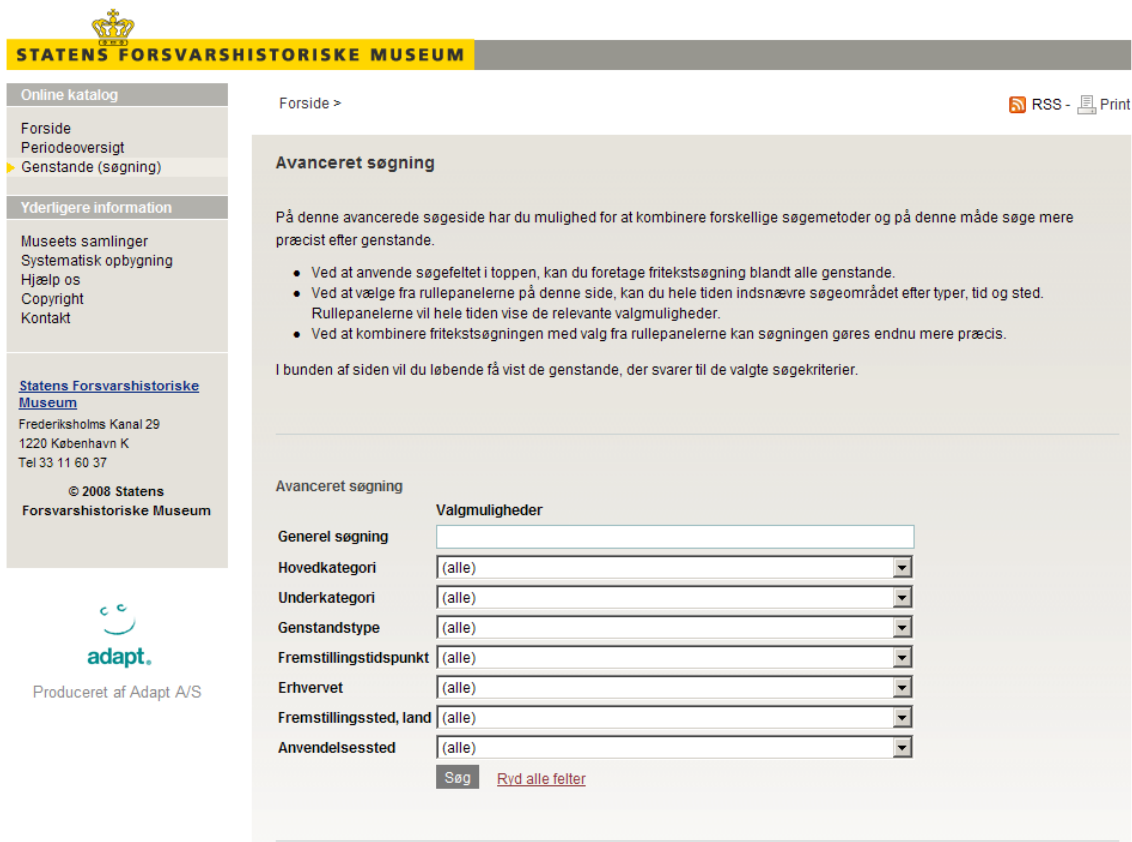 STATENS FORSVARSHISTORISKE MUSEUM
Online katalog
Forside
Periodeoversigt
Genstande (søgning)
Yderligere information
Museets samlinger
Systematisk opbygning
Hjælp os
Copyright
Kontakt
Statens Forsvarshistoriske
Museum
Frederiksholms Kanal 29
1220 København K
Tel 33 11 60 37
© 2008 Statens
Forsvarshistoriske Museum
adapt.
Produceret af Adapt A/S
Forside >
RSS - Print
Avanceret søgning
På denne avancerede søgeside har du mulighed for at kombinere forskellige søgemetoder og på denne måde søge mere
præcist efter genstande.
● Ved at anvende søgefeltet i toppen, kan du foretage fritekstsøgning blandt alle genstande.
● Ved at vælge fra rullepanelerne på denne side, kan du hele tiden indsnævre søgeområdet efter typer, tid og sted.
Rullepanelerne vil hele tiden vise de relevante valgmuligheder.
● Ved at kombinere fritekstsøgningen med valg fra rullepanelerne kan søgningen gøres endnu mere præcis.
I bunden af siden vil du løbende få vist de genstande, der svarer til de valgte søgekriterier.
Avanceret søgning
Valgmuligheder
Generel søgning
Hovedkategori (alle)
Underkategori (alle)
Genstandstype (alle)
Fremstillingstidspunkt (alle)
Erhvervet (alle)
Fremstillingssted, land (alle)
Anvendelsessted (alle)
Søg Ryd alle felter